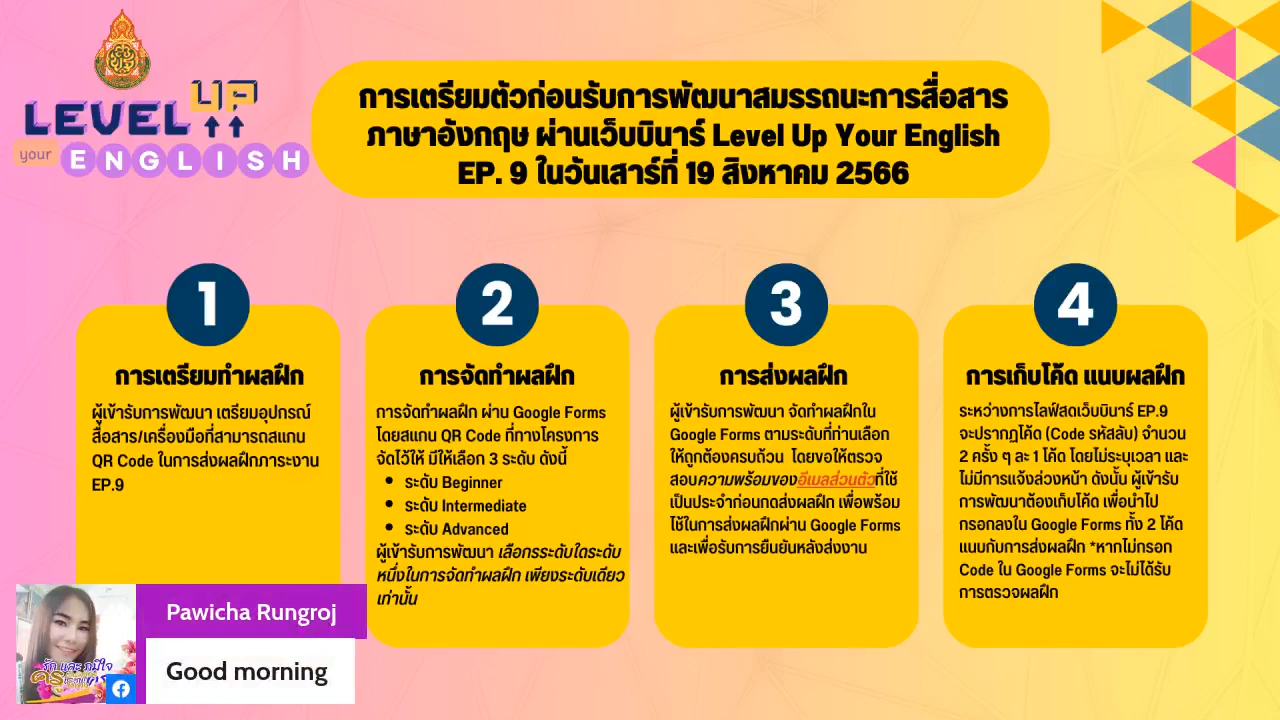 LEVEL UP
your ENGLISH
การเตรียมตัวก่อนรับการพัฒนาสมรรถนะการสื่อสาร
ภาษาอังกฤษ ผ่านเว็บบินาร์ Level Up Your English
EP. 9 ในวันเสาร์ที่ 19 สิงหาคม 2566
1
การเตรียมทำผลฝึก
ผู้เข้ารับการพัฒนา เตรียมอุปกรณ์
สื่อสาร/เครื่องมือที่สามารถสแกน
QR Code ในการส่งผลฝึกภาระงาน
EP.9
2
การจัดทำผลฝึก
การจัดทำผลฝึก ผ่าน Google Forms
โดยสแกน QR Code ที่ทางโครงการ
จัดไว้ให้ มีให้เลือก 3 ระดับ ดังนี้
• ระดับ Beginner
• ระดับ Intermediate
• ระดับ Advanced
ผู้เข้ารับการพัฒนา เลือกรระดับใดระดับ
หนึ่งในการจัดทำผลฝึก เพียงระดับเดียว
เท่านั้น
3
การส่งผลฝึก
ผู้เข้ารับการพัฒนา จัดทำผลฝึกใน
Google Forms ตามระดับที่ท่านเลือก
ให้ถูกต้องครบถ้วน โดยขอให้ตรวจ
สอบความพร้อมของอีเมลส่วนตัวที่ใช้
เป็นประจำก่อนกดส่งผลฝึก เพื่อพร้อม
ใช้ในการส่งผลฝึกผ่าน Google Forms
และเพื่อรับการยืนยันหลังส่งงาน
4
การเก็บโค้ด แนบผลฝึก
ระหว่างการไลฟ์สดเว็บบินาร์ EP.9
จะปรากฏโค้ด (Code รหัสลับ) จำนวน
2 ครั้ง ๆ ละ 1 โค้ด โดยไม่ระบุเวลา และ
ไม่มีการแจ้งล่วงหน้า ดังนั้น ผู้เข้ารับ
การพัฒนาต้องเก็บโค้ด เพื่อนำไป
กรอกลงใน Google Forms ทั้ง 2 โค้ด
แนบกับการส่งผลฝึก *หากไม่กรอก
Code ใน Google Forms จะไม่ได้รับ
การตรวจผลฝึก
Pawicha Rungroj
Good morning
รัก และ ภูมิใจ